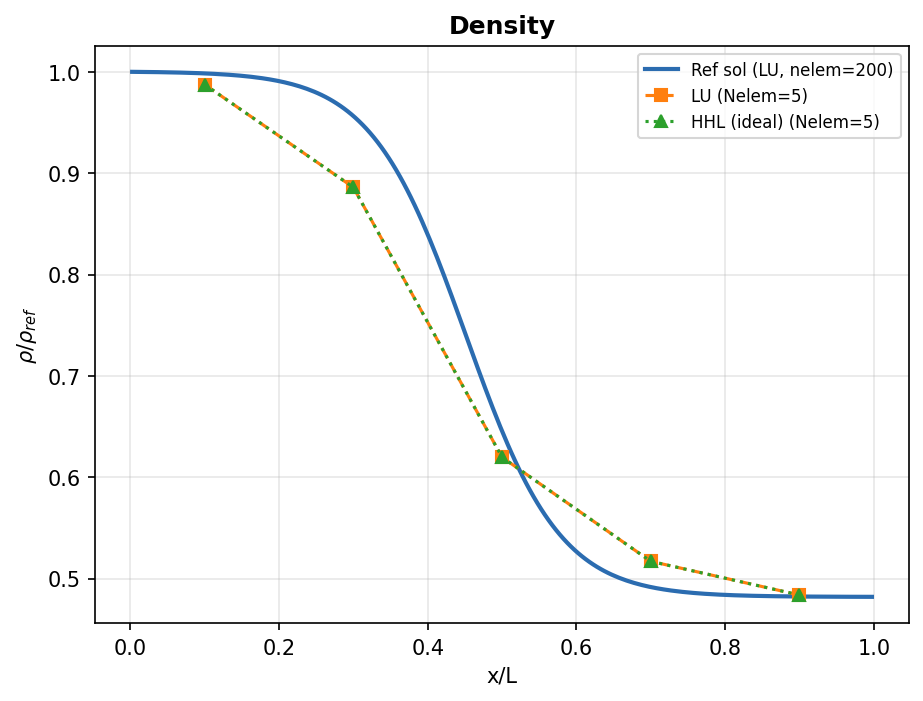 Density
Ref sol (LU, nelem=200)
LU (Nelem=5)
HHL (ideal) (Nelem=5)
1.0
0.9
0.8
0.7
0.6
0.5
ρ/ρref
0.0 0.2 0.4 0.6 0.8 1.0
x/L